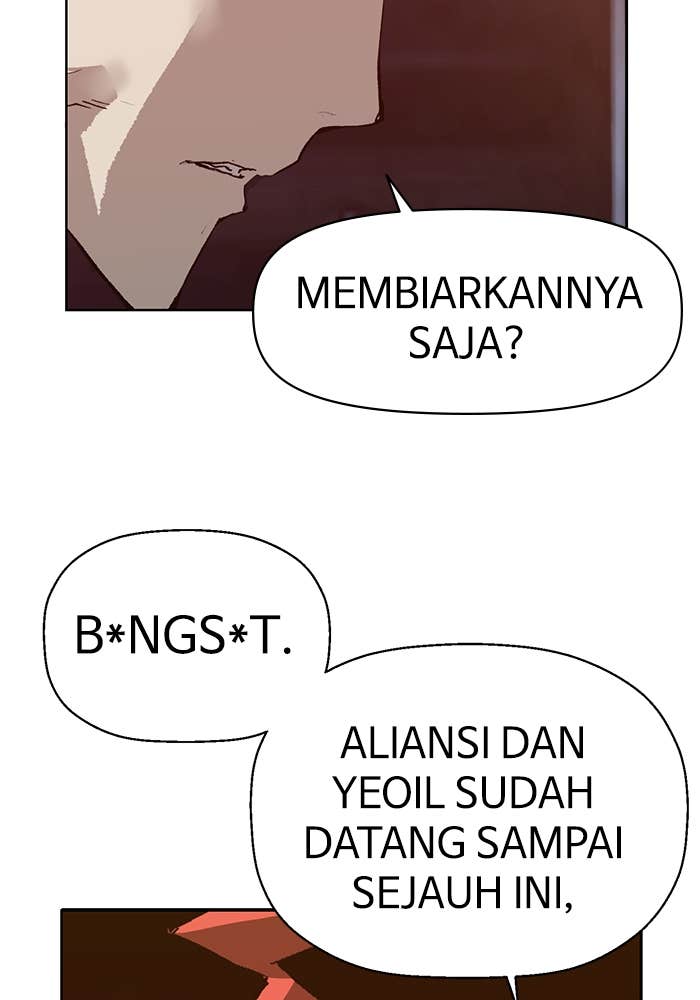 MEMBIARKANNYA
SAJA?
B*NGS*T.
ALIANSI DAN
YEOIL SUDAH
DATANG SAMPAI
SEJAUH INI,